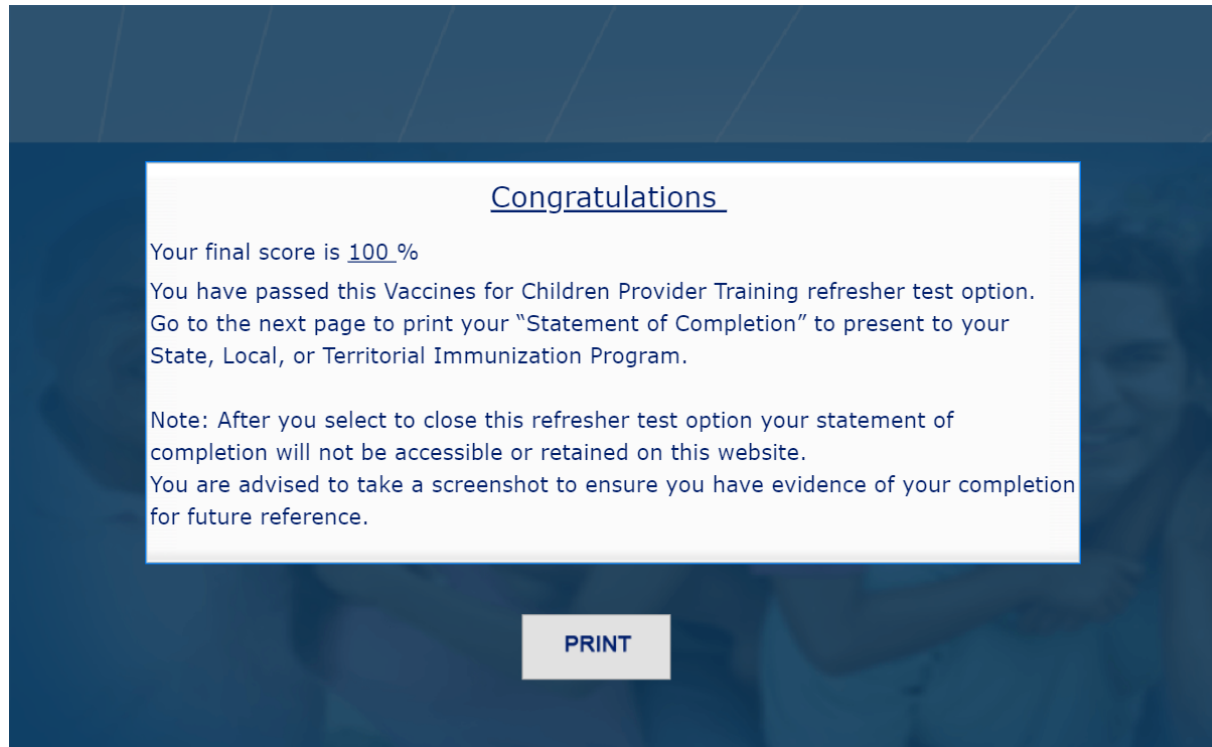 Congratulations
Your final score is 100 %
You have passed this Vaccines for Children Provider Training refresher test option.
Go to the next page to print your “Statement of Completion” to present to your
State, Local, or Territorial Immunization Program.
Note: After you select to close this refresher test option your statement of
completion will not be accessible or retained on this website.
You are advised to take a screenshot to ensure you have evidence of your completion
for future reference.
PRINT